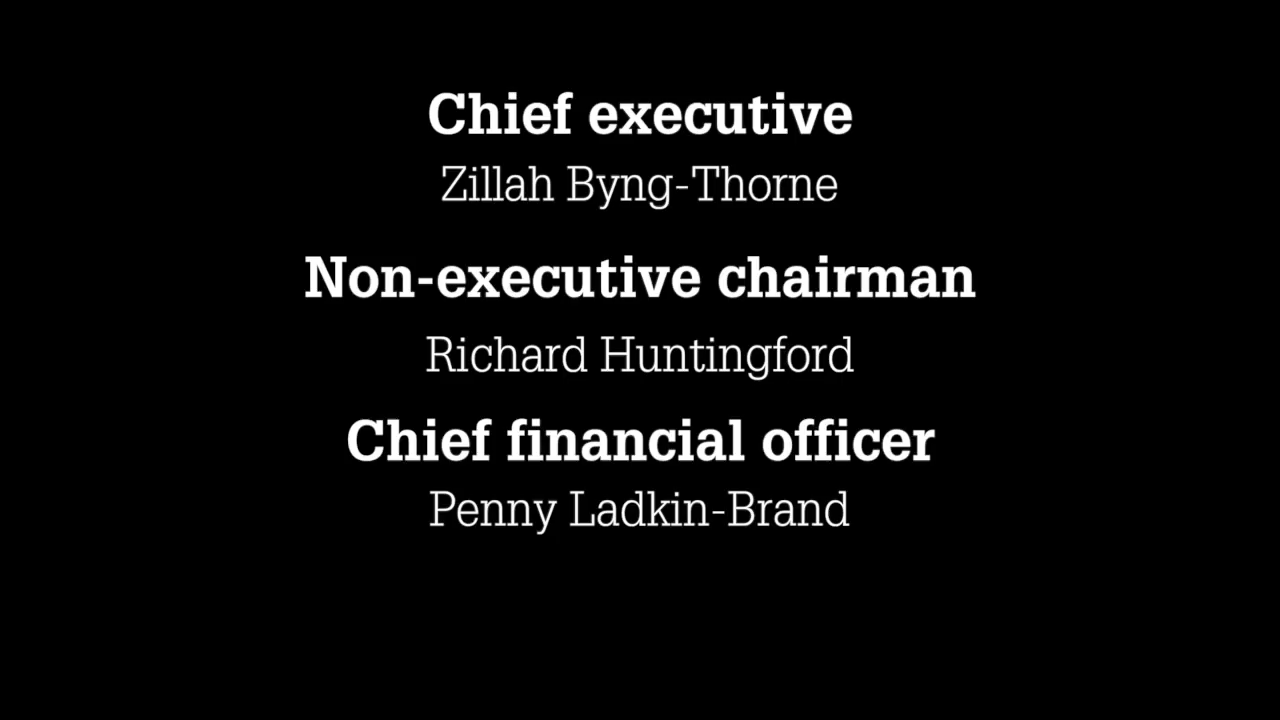 Chief executive
Zillah Byng-Thorne
Non-executive chairman
Richard Huntingford
Chief financial officer
Penny Ladkin-Brand